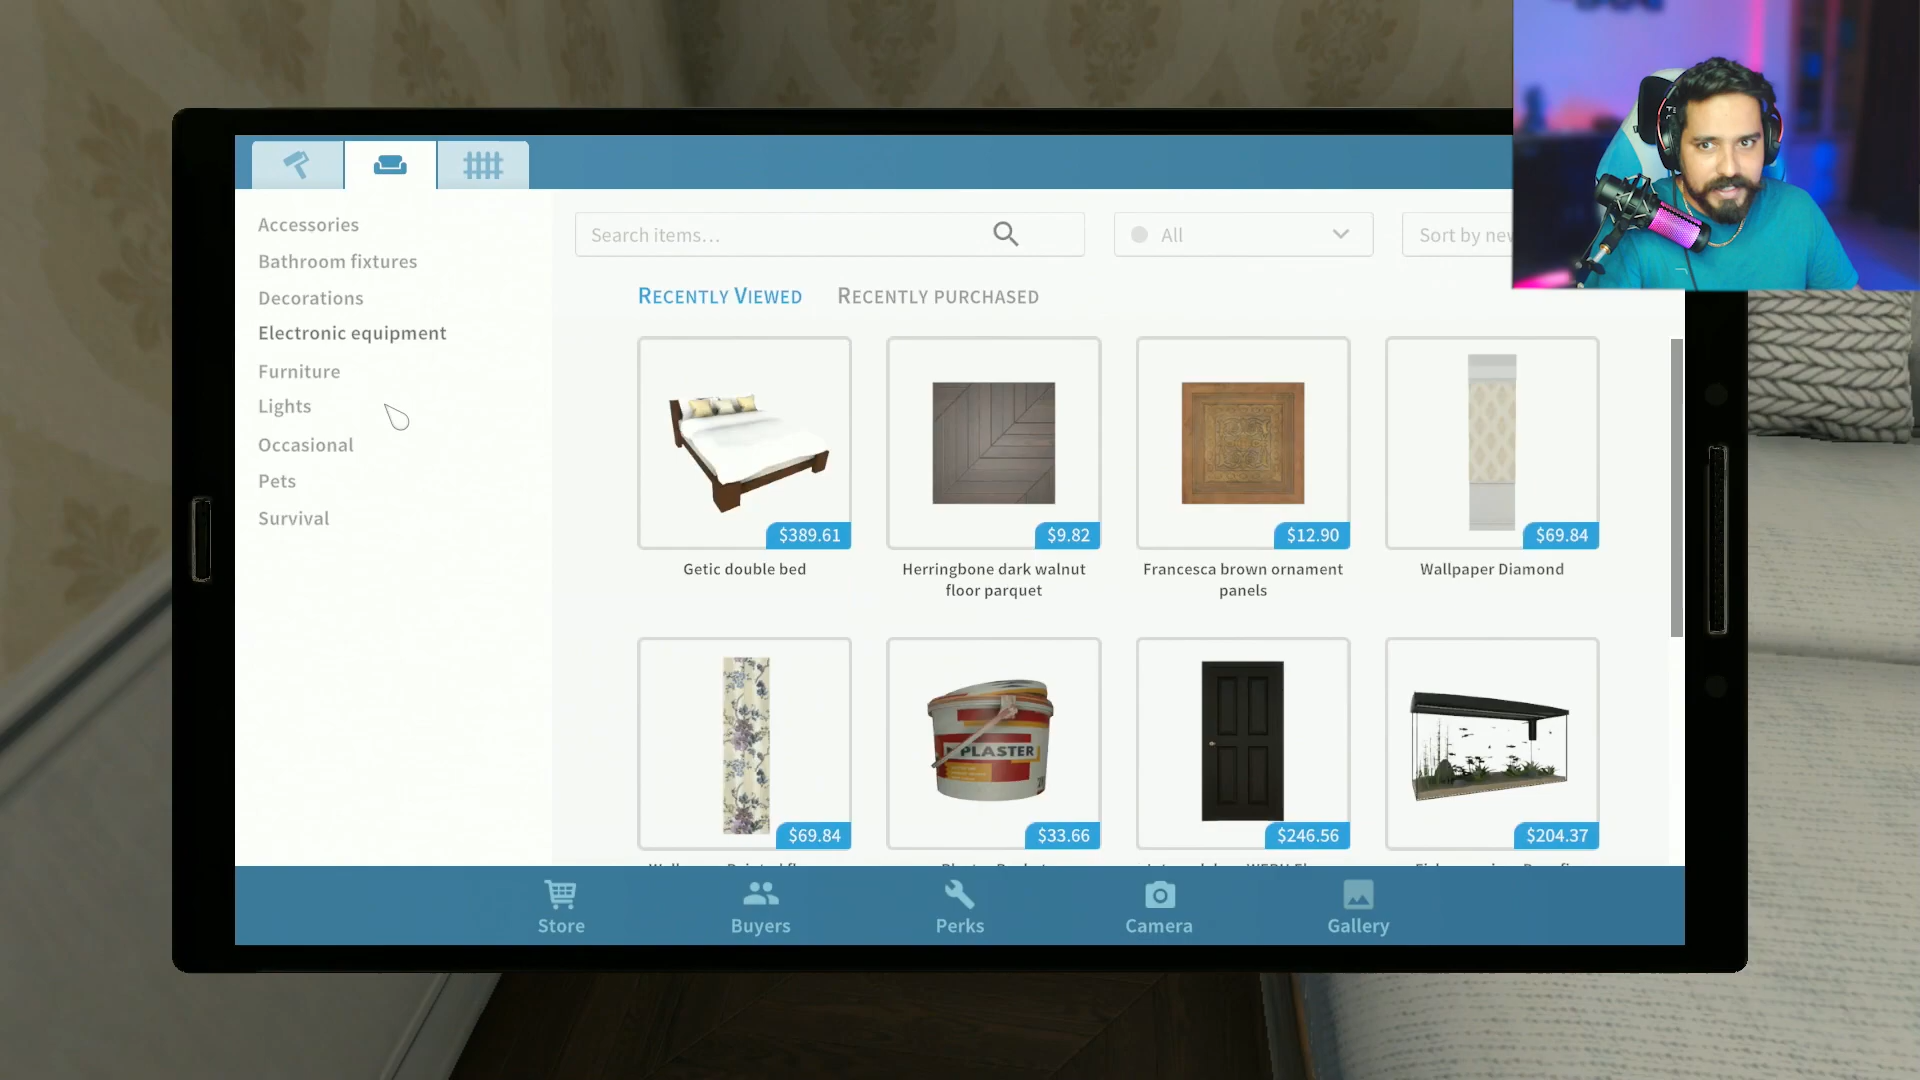 Accessories
Bathroom fixtures
Decorations
Electronic equipment
Furniture
Lights
Occasional
Pets
Survival
Search items...
All
Sort by
RECENTLY VIEWED
RECENTLY PURCHASED
$389.61
$9.82
$12.90
$69.84
Getic double bed
Herringbone dark walnut
floor parquet
Francesca brown ornament
panels
Wallpaper Diamond
PLASTER
$69.84
$33.66
$246.56
$204.37
Store
Buyers
Perks
Camera
Gallery